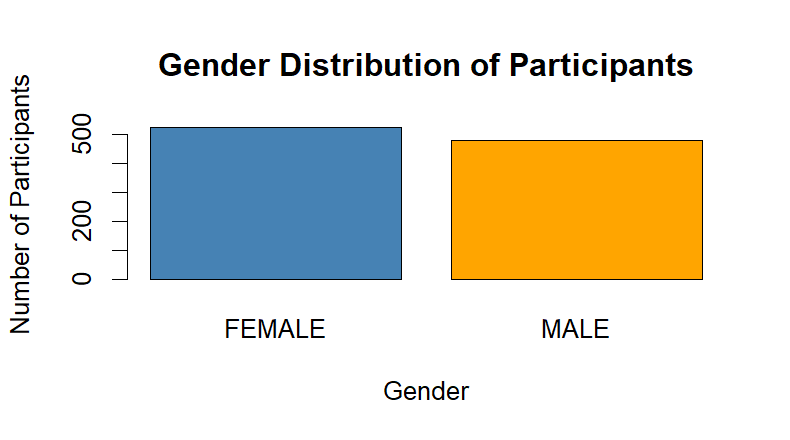 Gender Distribution of Participants
Number of Participants
500
200
0
FEMALE MALE
Gender